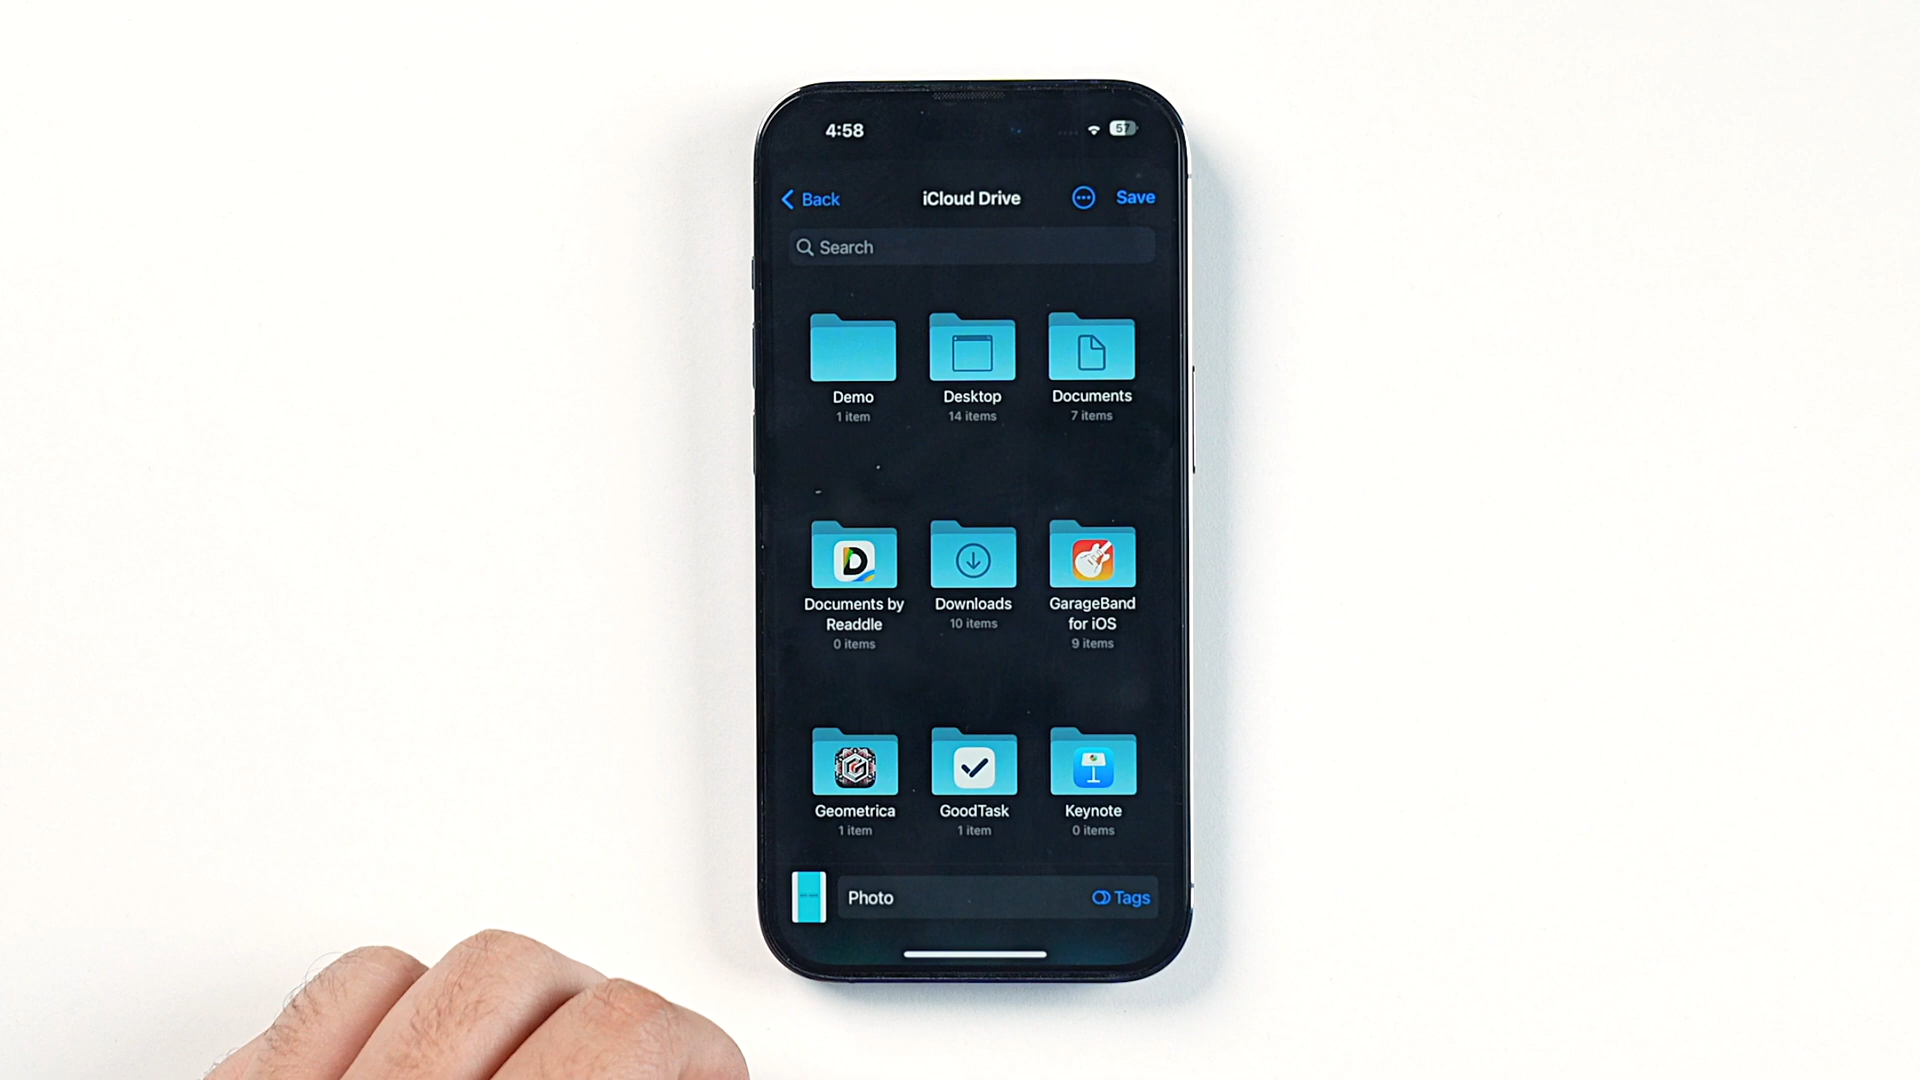 4:58
57
Back
iCloud Drive
Save
Search
Demo
1 item
Desktop
14 items
Documents
7 items
Documents by
Readdle
0 items
Downloads
10 items
GarageBand
for iOS
9 items
Geometrica
1 item
GoodTask
1 item
Keynote
0 items
Photo
Tags